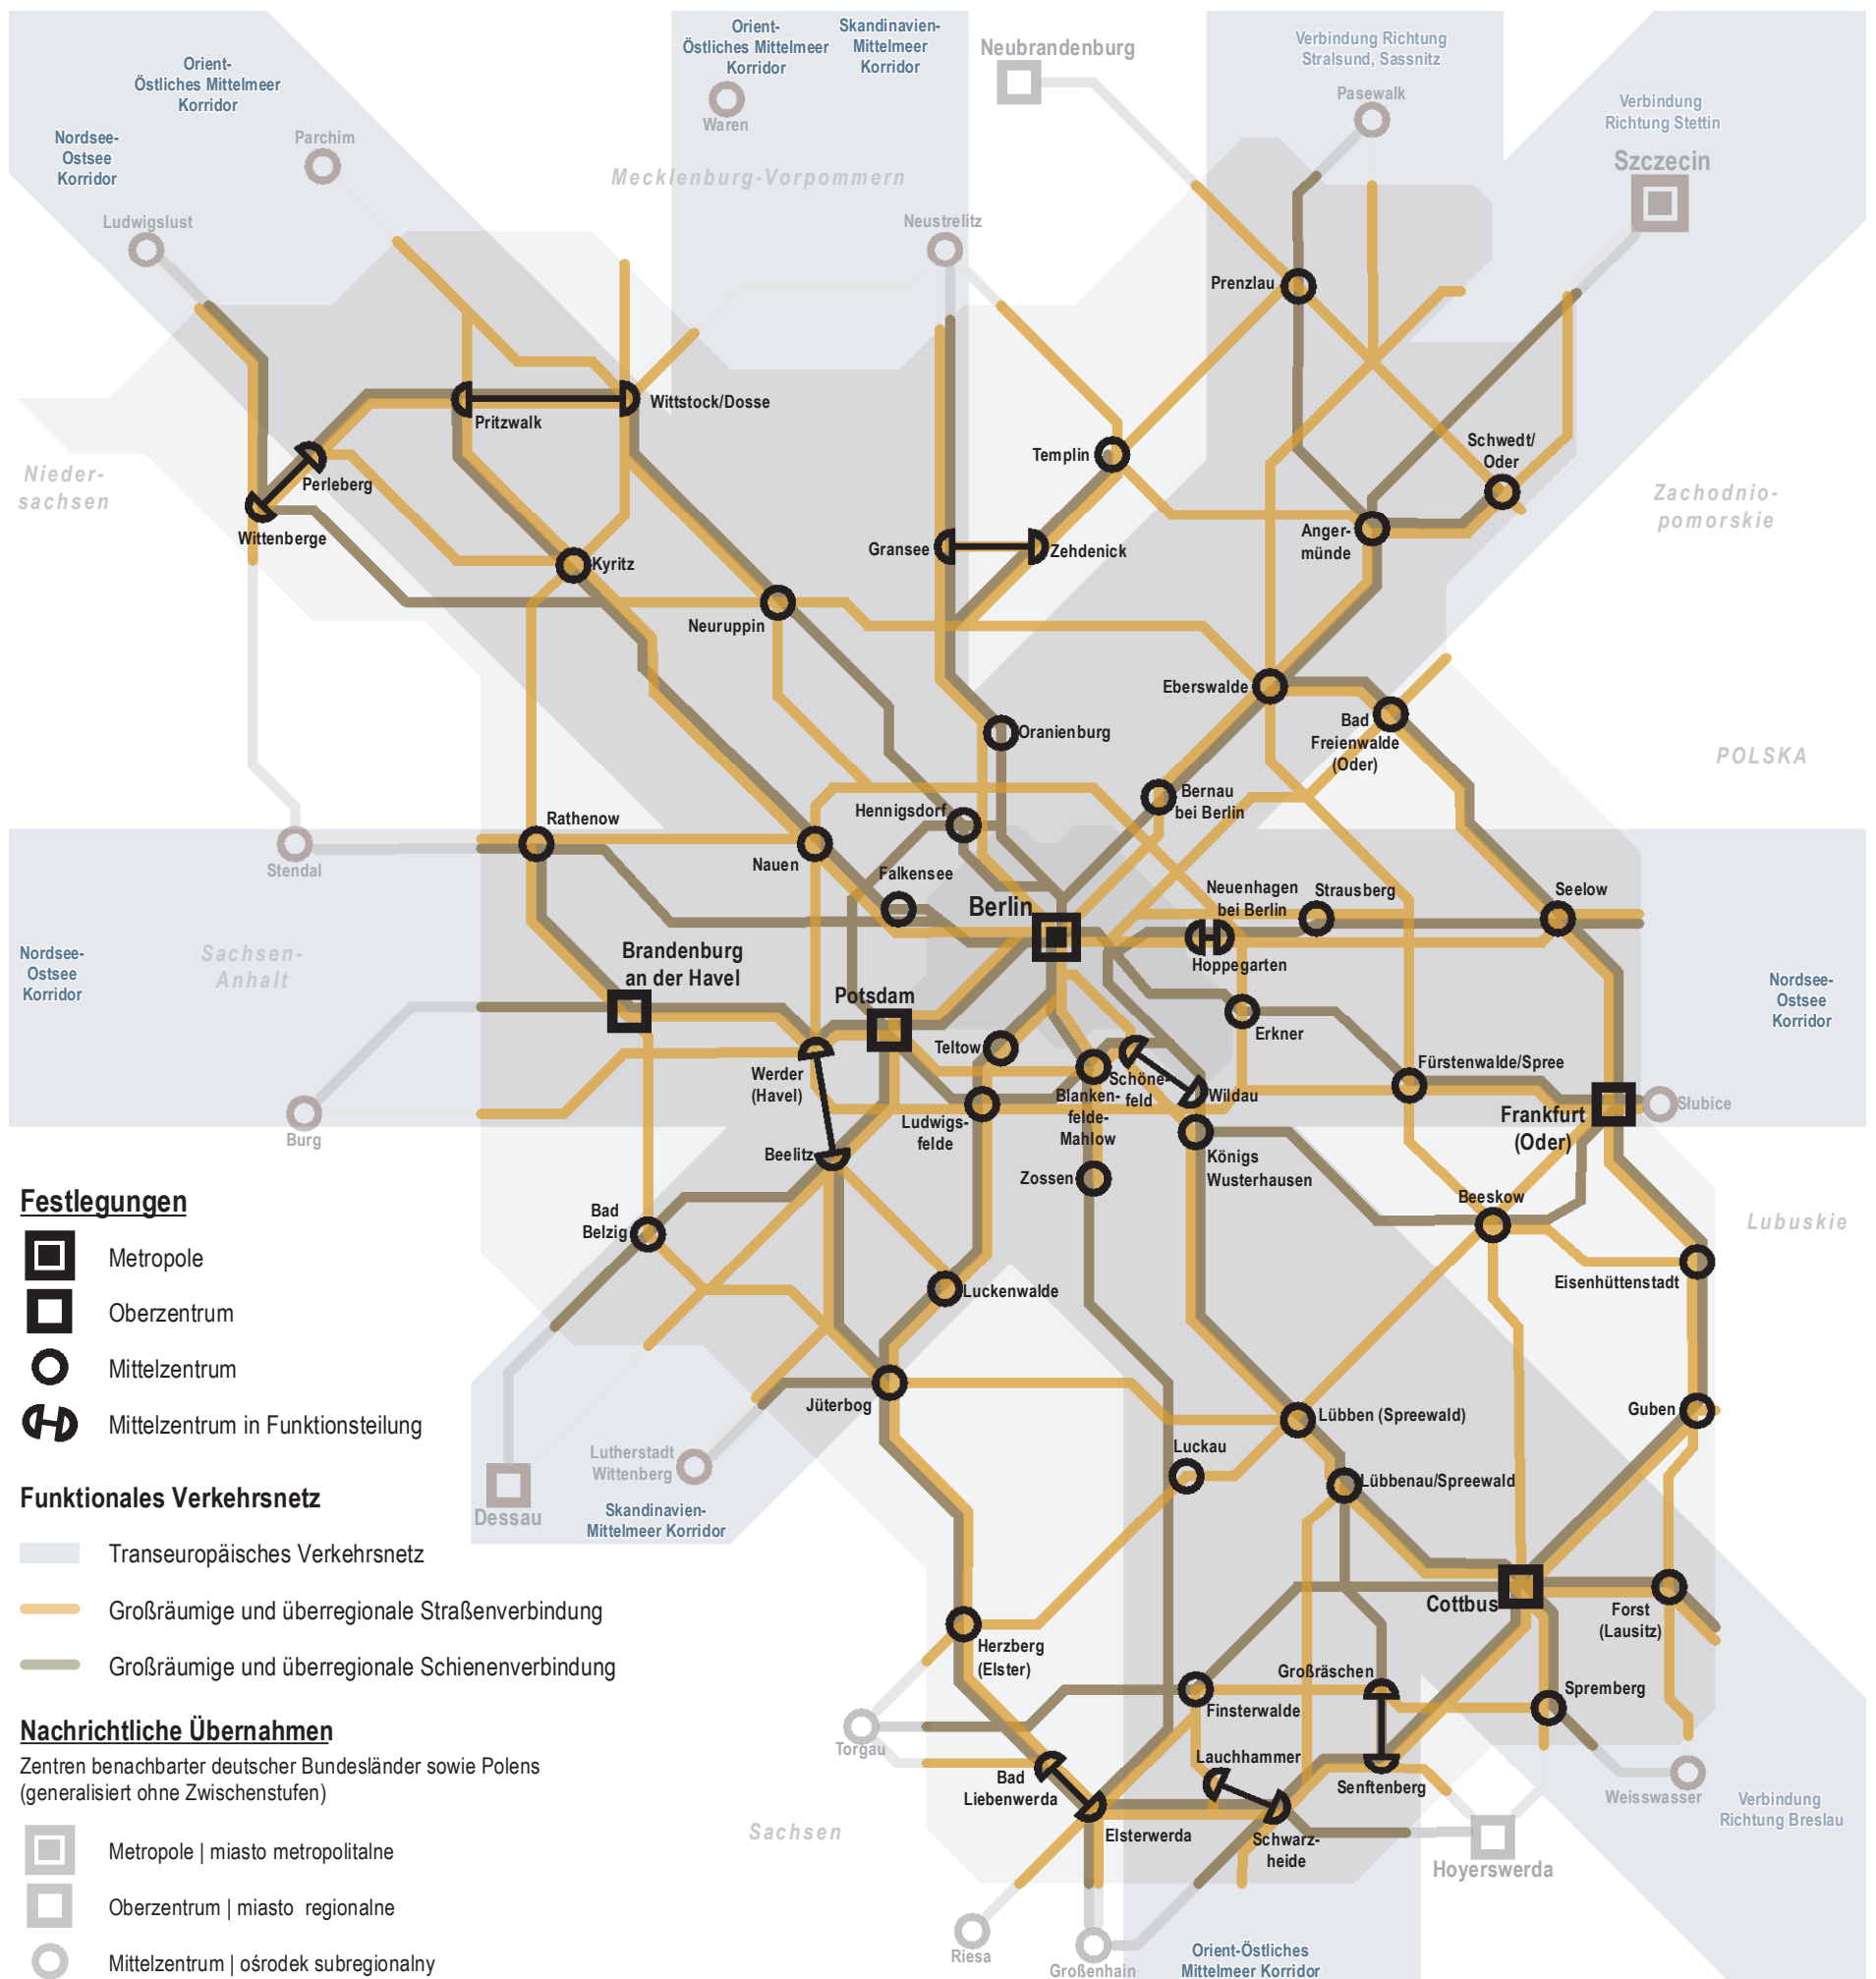 Orient-
Östliches Mittelmeer
Korridor
Nordsee-
Ostsee
Korridor
Parchim
Ludwigslust
Orient-
Östliches Mittelmeer
Korridor
Skandinavien-
Mittelmeer
Korridor
Waren
Mecklenburg-Vorpommern
Neustrelitz
Neubrandenburg
Verbindung Richtung
Stralsund, Sassnitz
Pasewalk
Verbindung
Richtung Stettin
Szczecin
Prenzlau
Pritzwalk
Wittstock/Dosse
Perleberg
Wittenberge
Nieder-
sachsen
Templin
Schwedt/
Oder
Zachodnio-
pomorskie
Anger-
münde
Gransee
Zehdenick
Kyritz
Neuruppin
Eberswalde
Bad
Freienwalde
(Oder)
Oranienburg
POLSKA
Bernau
bei Berlin
Hennigsdorf
Rathenow
Nauen
Stendal
Falkensee
Berlin
Neuenhagen
bei Berlin
Strausberg
Seelow
Hoppegarten
Nordsee-
Ostsee
Korridor
Sachsen-
Anhalt
Brandenburg
an der Havel
Potsdam
Nordsee-
Ostsee
Korridor
Erkner
Teltow
Werder
(Havel)
Schöne-
feld
Wildau
Blanken-
felde-
Mahlow
Fürstenwalde/Spree
Frankfurt
(Oder)
Słubice
Burg
Ludwigs-
felde
Beelitz
Königs
Wusterhausen
Zossen
Beeskow
Lubuskie
Bad
Belzig
Eisenhüttenstadt
Luckenwalde
Jüterbog
Guben
Lübben (Spreewald)
Luckau
Lübbenau/Spreewald
Lutherstadt
Wittenberg
Dessau
Skandinavien-
Mittelmeer Korridor
Cottbus
Forst
(Lausitz)
Herzberg
(Elster)
Großräschen
Finsterwalde
Spremberg
Torgau
Lauchhammer
Bad
Liebenwerda
Senftenberg
Weisswasser
Verbindung
Richtung Breslau
Sachsen
Elsterwerda
Schwarz-
heide
Hoyerswerda
Riesa
Großenhain
Orient-Östliches
Mittelmeer Korridor
Festlegungen
Metropole
Oberzentrum
Mittelzentrum
Mittelzentrum in Funktionsteilung
Funktionales Verkehrsnetz
Transeuropäisches Verkehrsnetz
Großräumige und überregionale Straßenverbindung
Großräumige und überregionale Schienenverbindung
Nachrichtliche Übernahmen
Zentren benachbarter deutscher Bundesländer sowie Polens
(generalisiert ohne Zwischenstufen)
Metropole | miasto metropolitalne
Oberzentrum | miasto regionalne
Mittelzentrum | ośrodek subregionalny